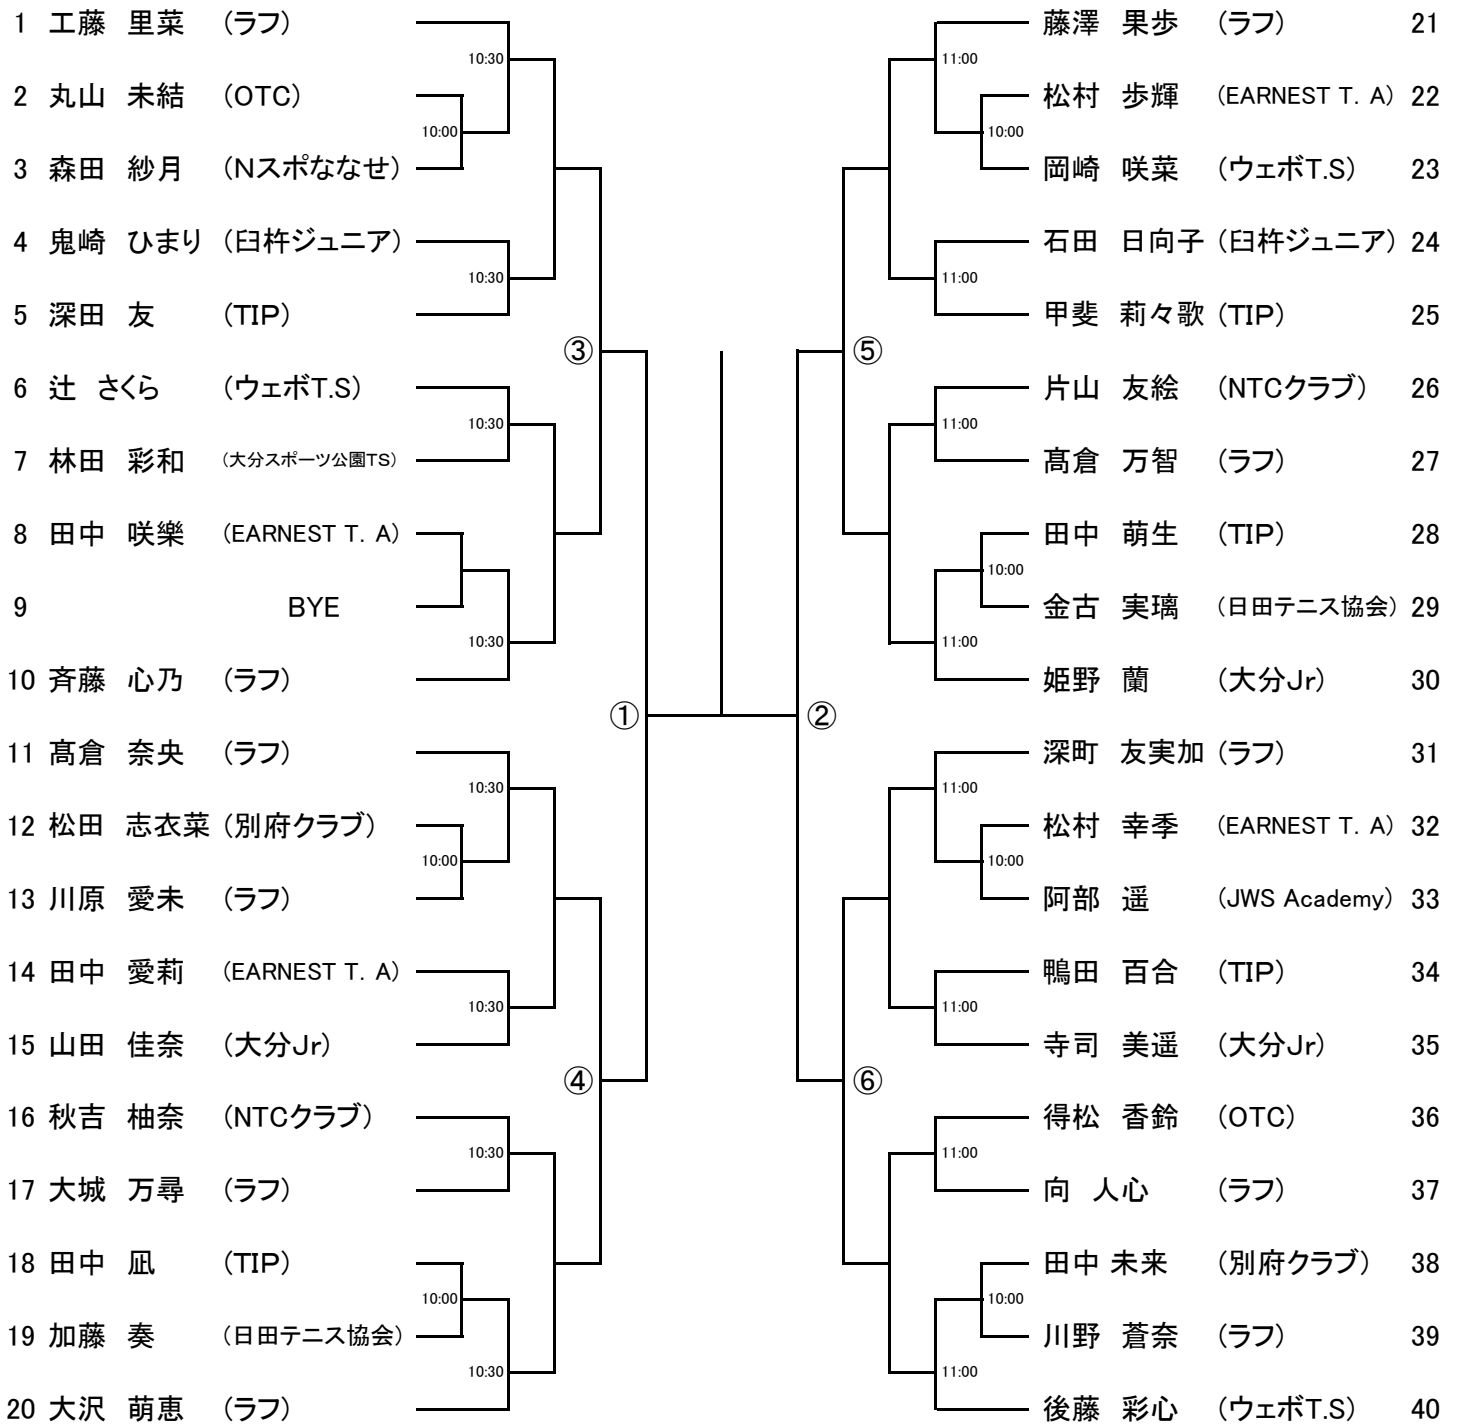 1 工藤 里菜 (ラフ)
10:30
2 丸山 未結 (OTC)
10:00
3 森田 紗月 (Nスポななせ)
4 鬼崎 ひまり (臼杵ジュニア)
10:30
5 深田 友 (TIP)
③
6 辻 さくら (ウェボT.S)
10:30
7 林田 彩和 (大分スポーツ公園TS)
8 田中 咲樂 (EARNEST T. A)
9 BYE
10:30
10 斉藤 心乃 (ラフ)
①
11 髙倉 奈央 (ラフ)
10:30
12 松田 志衣菜 (別府クラブ)
10:00
13 川原 愛未 (ラフ)
14 田中 愛莉 (EARNEST T. A)
10:30
15 山田 佳奈 (大分Jr)
④
16 秋吉 柚奈 (NTCクラブ)
10:30
17 大城 万尋 (ラフ)
18 田中 凪 (TIP)
10:00
19 加藤 奏 (日田テニス協会)
10:30
20 大沢 萌恵 (ラフ)
藤澤 果歩 (ラフ) 21
11:00
松村 歩輝 (EARNEST T. A) 22
10:00
岡崎 咲菜 (ウェボT.S) 23
石田 日向子 (臼杵ジュニア) 24
11:00
甲斐 莉々歌 (TIP) 25
⑤
片山 友絵 (NTCクラブ) 26
11:00
髙倉 万智 (ラフ) 27
田中 萌生 (TIP) 28
10:00
金古 実璃 (日田テニス協会) 29
11:00
姫野 蘭 (大分Jr) 30
②
深町 友実加 (ラフ) 31
11:00
松村 幸季 (EARNEST T. A) 32
10:00
阿部 遥 (JWS Academy) 33
鴨田 百合 (TIP) 34
11:00
寺司 美遥 (大分Jr) 35
⑥
得松 香鈴 (OTC) 36
11:00
向 人心 (ラフ) 37
田中 未来 (別府クラブ) 38
10:00
川野 蒼奈 (ラフ) 39
11:00
後藤 彩心 (ウェボT.S) 40